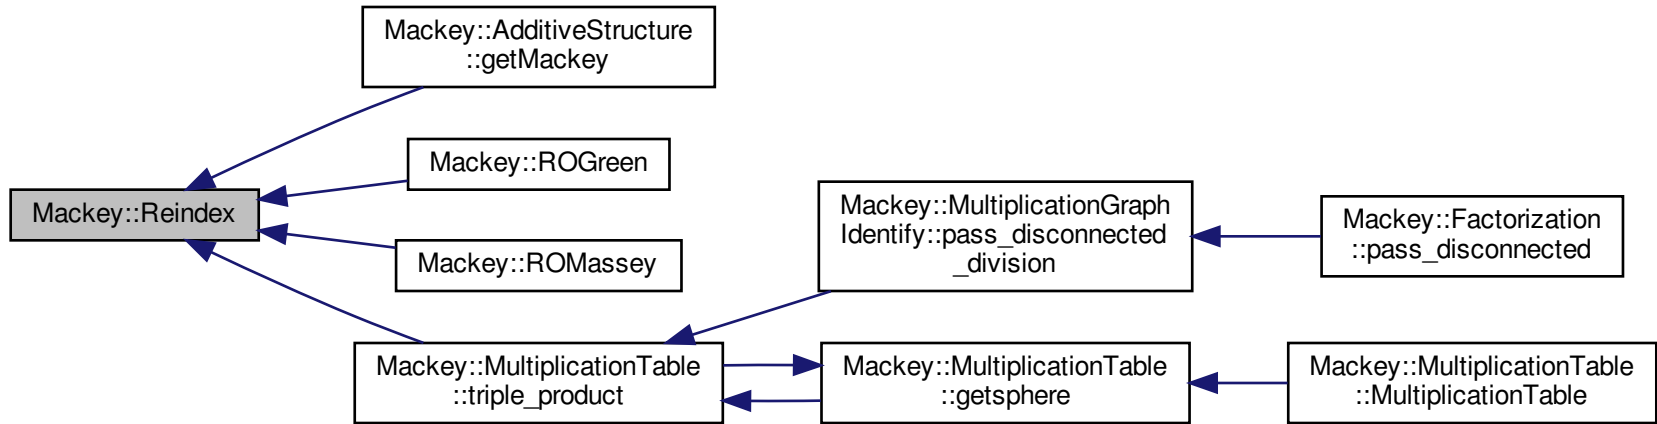 Mackey::AdditiveStructure
::getMackey
Mackey::ROGreen
Mackey::Reindex
Mackey::ROMassey
Mackey::MultiplicationTable
::triple_product
Mackey::MultiplicationGraph
Identify::pass_disconnected
_division
Mackey::Factorization
::pass_disconnected
Mackey::MultiplicationTable
::getsphere
Mackey::MultiplicationTable
::MultiplicationTable